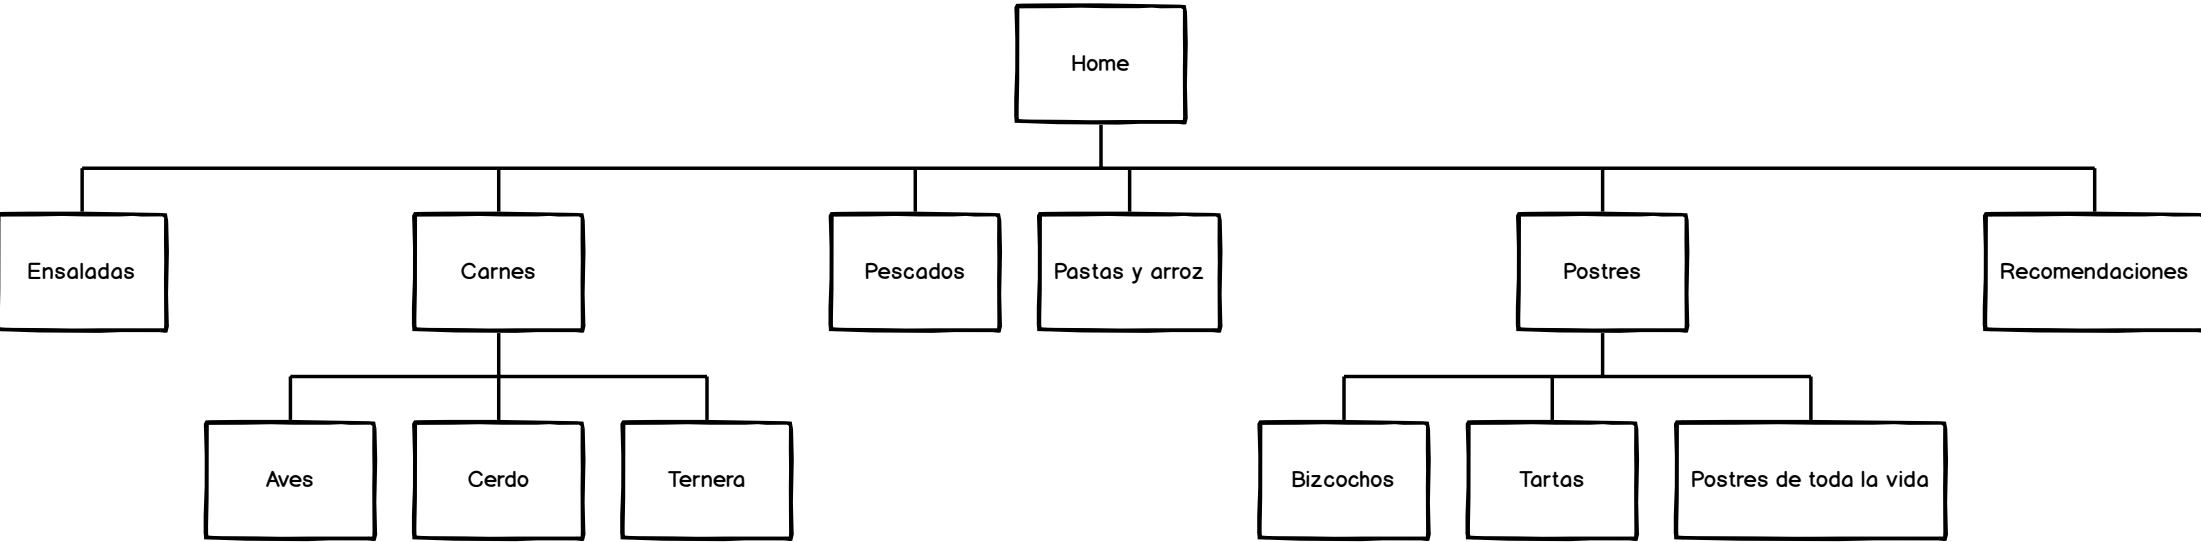 Home
Ensaladas
Carnes
Pescados
Pastas y arroz
Postres
Recomendaciones
Aves
Cerdo
Ternera
Bizcochos
Tartas
Postres de toda la vida